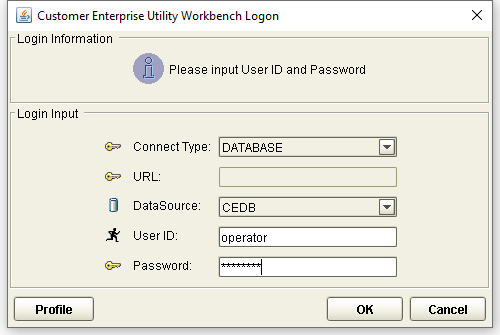 Customer Enterprise Utility Workbench Logon
Login Information
Please input User ID and Password
Login Input
Connect Type: DATABASE
URL:
DataSource: CEDB
User ID: operator
Password: ********
Profile OK Cancel